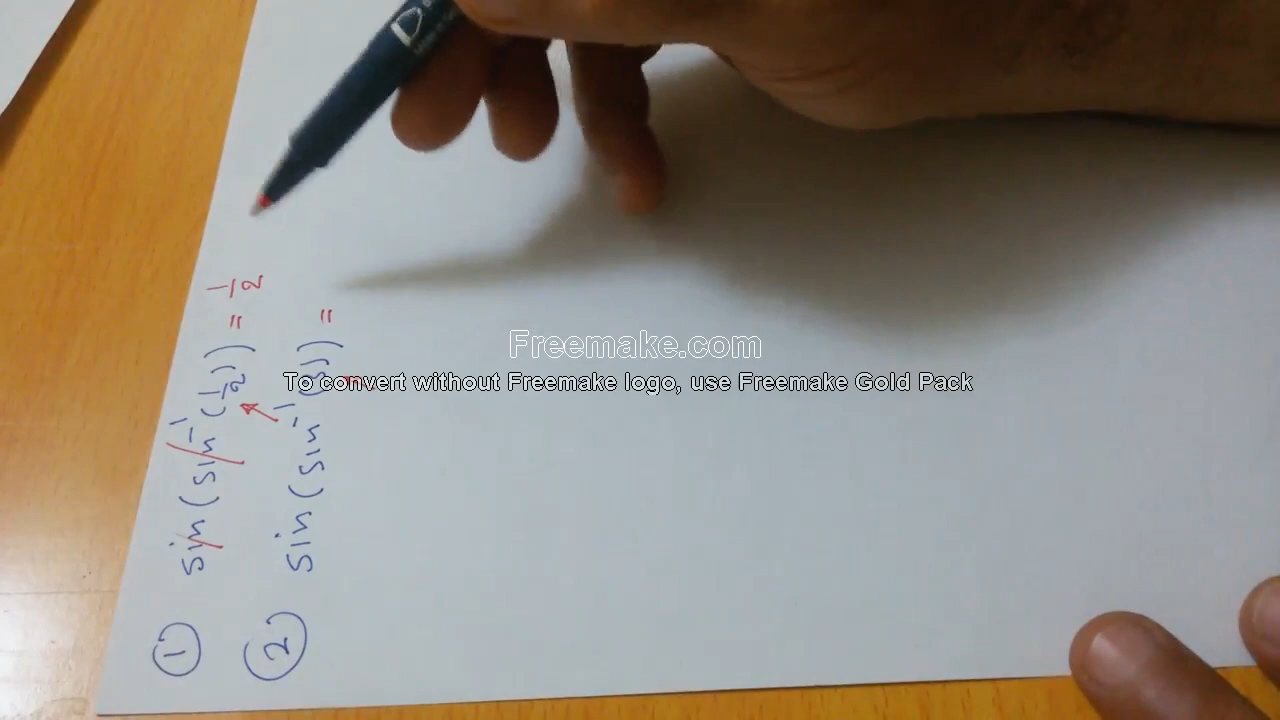 ① sin(sin⁻¹(1/2)) = 1/2
② sin(sin⁻¹(3)) =
Freemake.com
To convert without Freemake logo, use Freemake Gold Pack